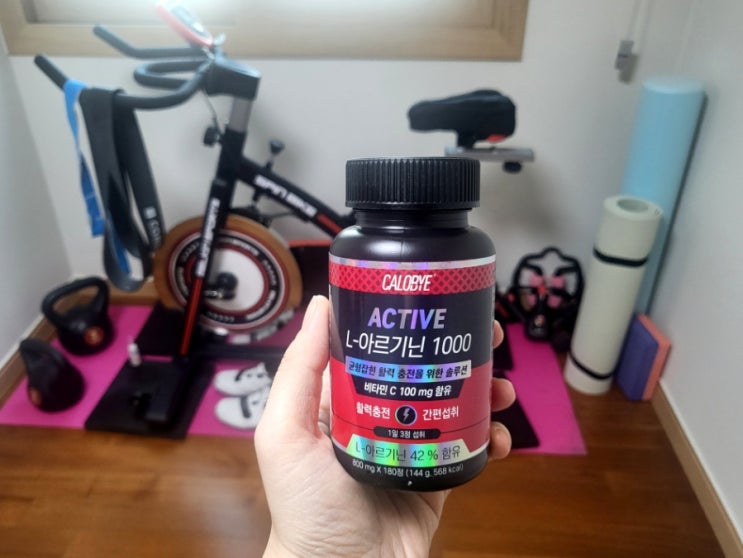 SPIN BIKE
CALOBYE
ACTIVE
L-아르기닌 1000
균형잡힌 활력 충전을 위한 솔루션
비타민 C 100 mg 함유
활력충전 간편섭취
1일 3정 섭취
L-아르기닌 42 % 함유
800 mg X 180정 (144 g, 568 kcal)